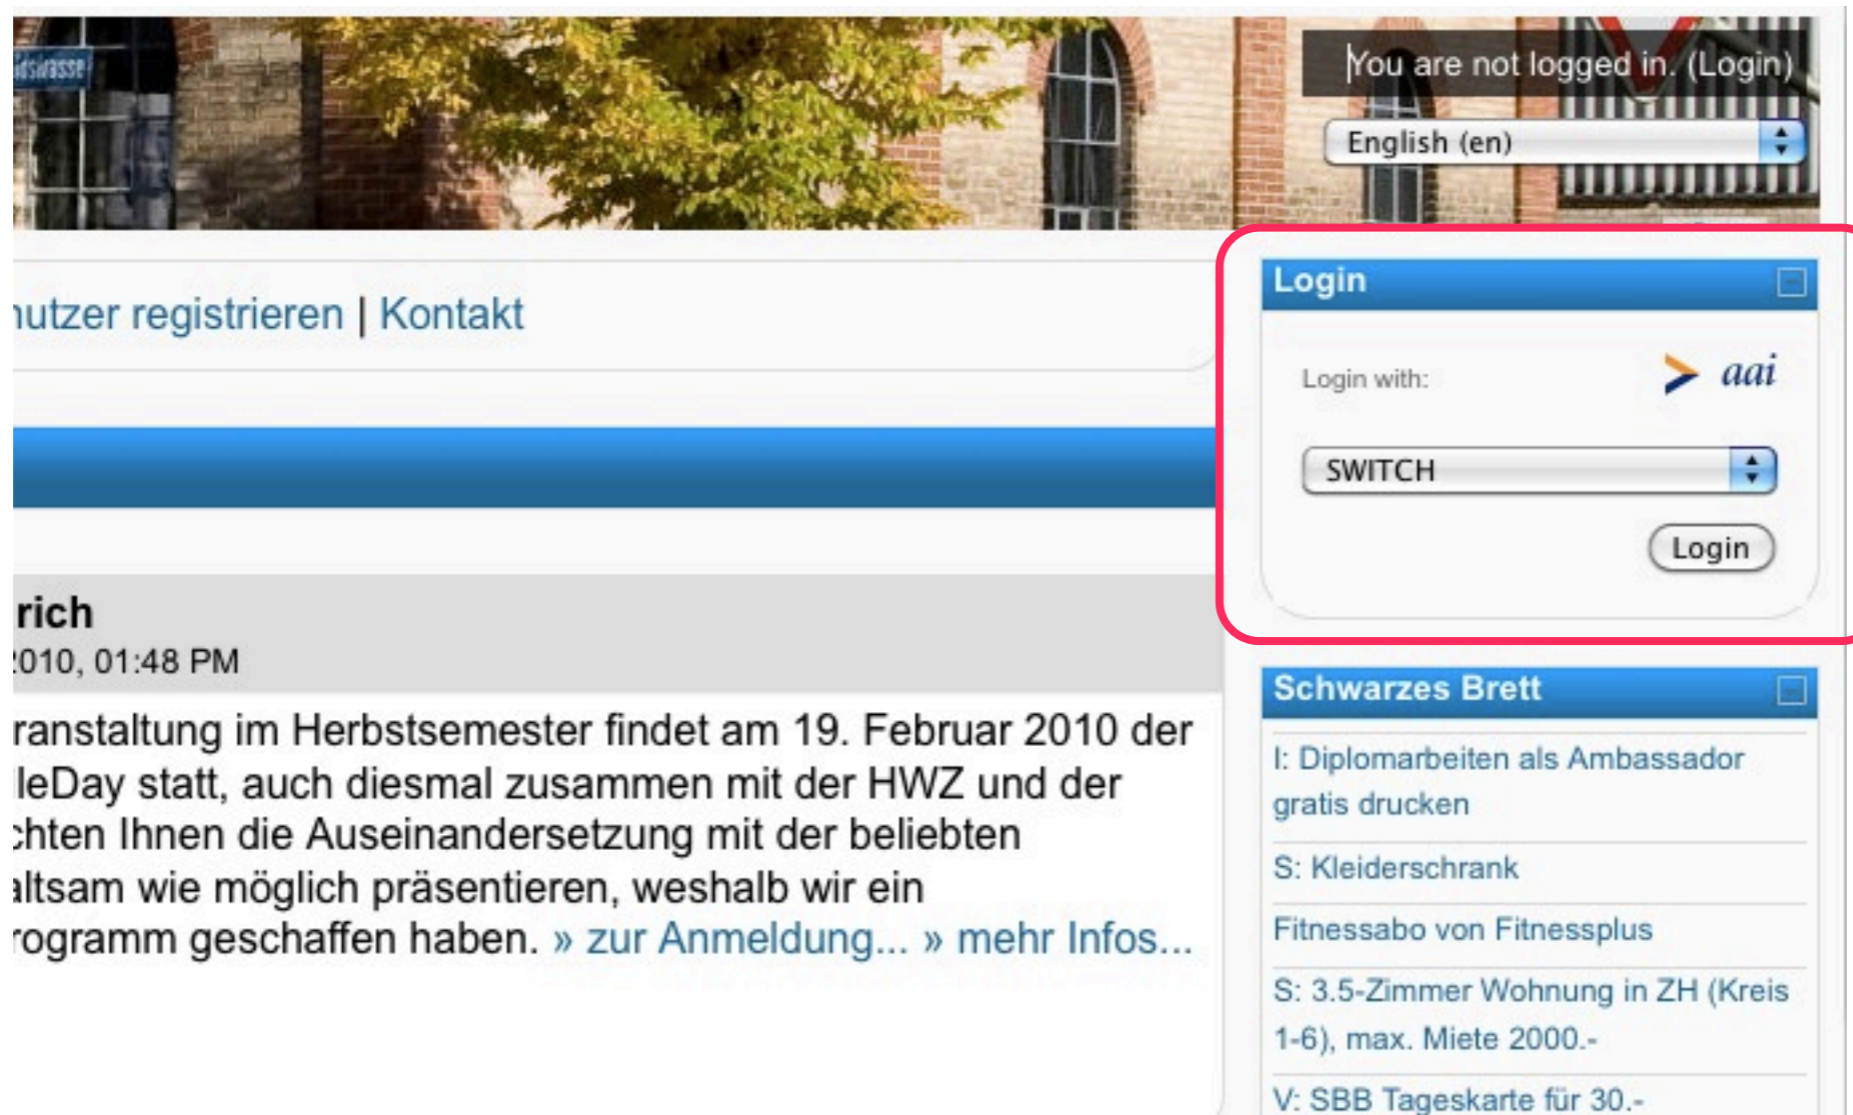 You are not logged in. (Login)
English (en)
nutzer registrieren | Kontakt
Login
Login with:
aai
SWITCH
Login
rich
2010, 01:48 PM
ranstaltung im Herbstsemester findet am 19. Februar 2010 der
leDay statt, auch diesmal zusammen mit der HWZ und der
chten Ihnen die Auseinandersetzung mit der beliebten
altsam wie möglich präsentieren, weshalb wir ein
rogramm geschaffen haben. » zur Anmeldung... » mehr Infos...
Schwarzes Brett
I: Diplomarbeiten als Ambassador
gratis drucken
S: Kleiderschrank
Fitnessabo von Fitnessplus
S: 3.5-Zimmer Wohnung in ZH (Kreis
1-6), max. Miete 2000.-
V: SBB Tageskarte für 30.-